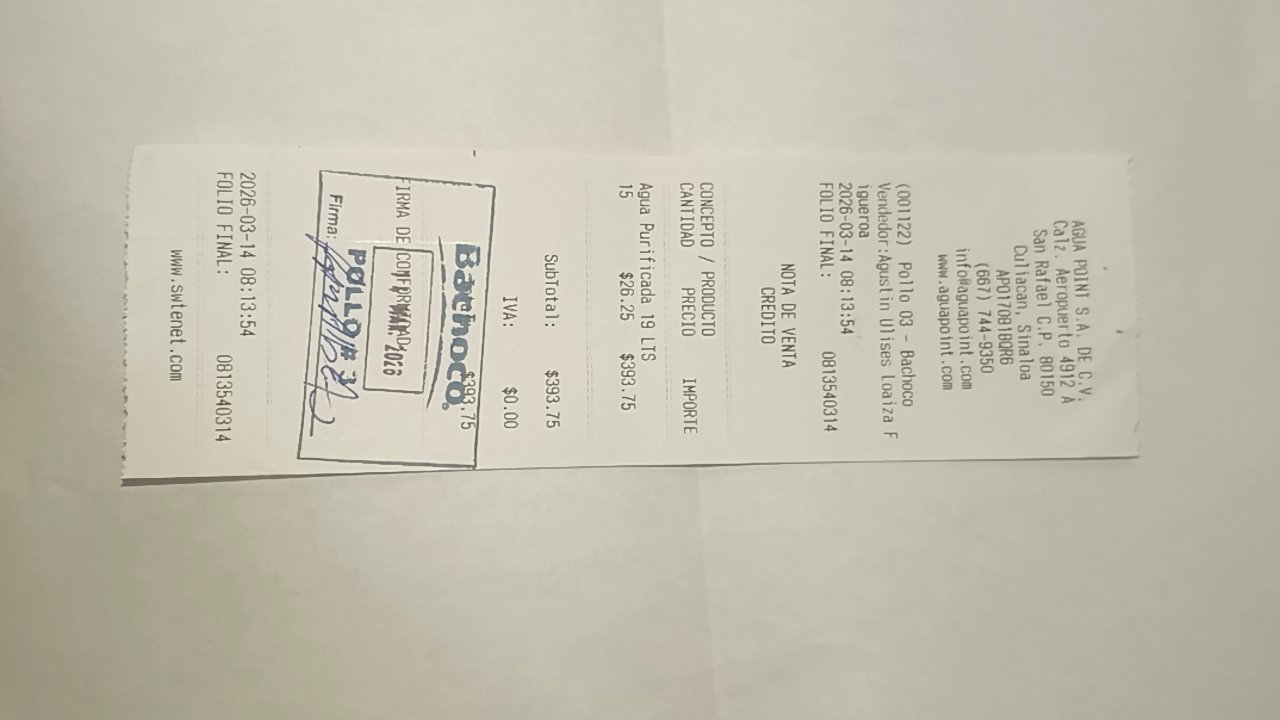 AGUA POINT S.A. DE C.V.
Calz. Aeropuerto 4912 A
San Rafael C.P. 80150
Culiacan, Sinaloa
APO170818QR6
(667) 744-9350
info@aguapoint.com
www.aguapoint.com
(001122) Pollo 03 - Bachoco
Vendedor:Agustin Ulises Loaiza F
igueroa
2026-03-14 08:13:54
FOLIO FINAL: 0813540314
NOTA DE VENTA
CREDITO
CONCEPTO / PRODUCTO
CANTIDAD PRECIO IMPORTE
Agua Purificada 19 LTS
15 $26.25 $393.75
SubTotal: $393.75
IVA: $0.00
$393.75
Bachoco
FIRMA DE CONFORMIDAD
MAR. 2026
POLLO # 3
Firma:
2026-03-14 08:13:54
FOLIO FINAL: 0813540314
www.swtenet.com